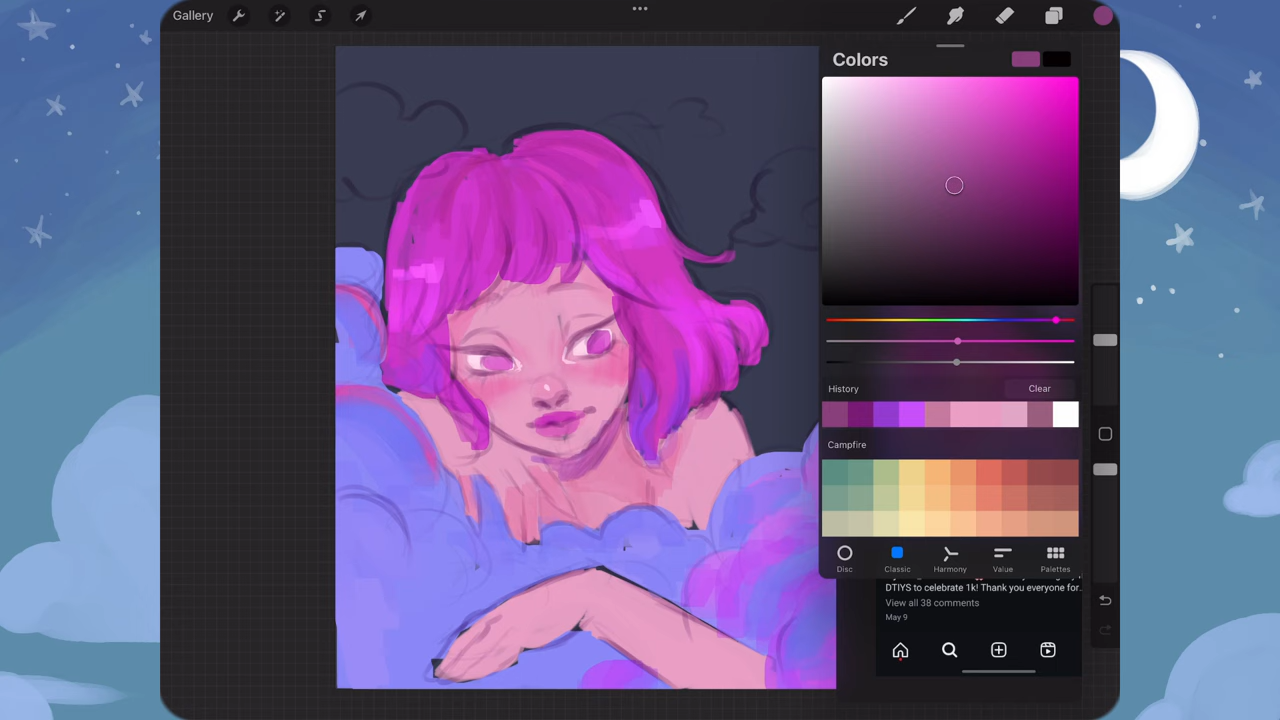 Gallery
Colors
History
Clear
Campfire
Disc
Classic
Harmony
Value
Palettes
DTIYS to celebrate 1k! Thank you everyone for
View all 38 comments
May 9